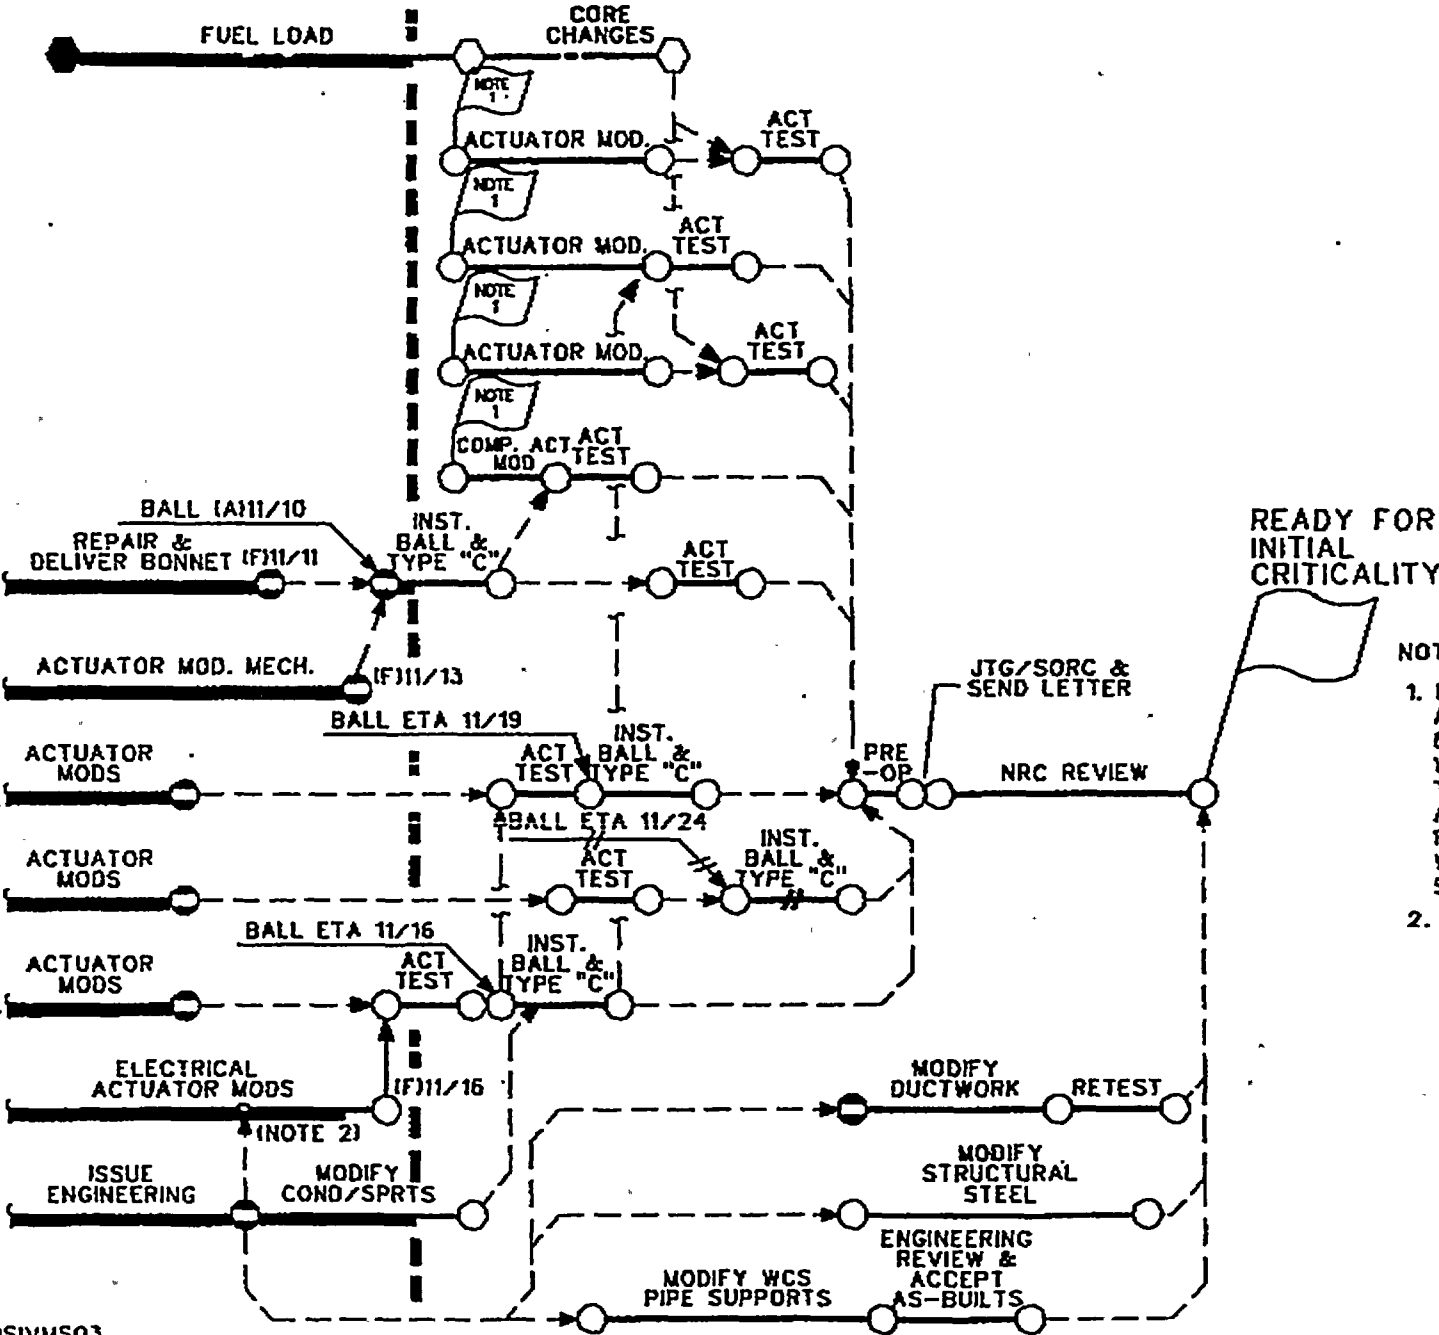 FUEL LOAD
CORE
CHANGES
NOTE
1
ACTUATOR MOD.
ACT
TEST
NOTE
1
ACTUATOR MOD.
ACT
TEST
NOTE
1
ACTUATOR MOD.
ACT
TEST
NOTE
1
COMP. ACT
MOD
ACT
TEST
BALL (A)11/10
REPAIR &
DELIVER BONNET (F)11/11
INST.
BALL &
TYPE "C"
ACT
TEST
READY FOR
INITIAL
CRITICALITY
ACTUATOR MOD. MECH.
(F)11/13
JTG/SORC &
SEND LETTER
BALL ETA 11/19
ACTUATOR
MODS
ACT
TEST
INST.
BALL &
TYPE "C"
PRE
-OP
NRC REVIEW
1.
2.
BALL ETA 11/24
ACTUATOR
MODS
ACT
TEST
INST.
BALL &
TYPE "C"
BALL ETA 11/16
ACTUATOR
MODS
ACT
TEST
INST.
BALL &
TYPE "C"
ELECTRICAL
ACTUATOR MODS
(F)11/16
(NOTE 2)
MODIFY
DUCTWORK
RETEST
ISSUE
ENGINEERING
MODIFY
COND/SPRTS
MODIFY
STRUCTURAL
STEEL
MODIFY WCS
PIPE SUPPORTS
ENGINEERING
REVIEW &
ACCEPT
AS-BUILTS